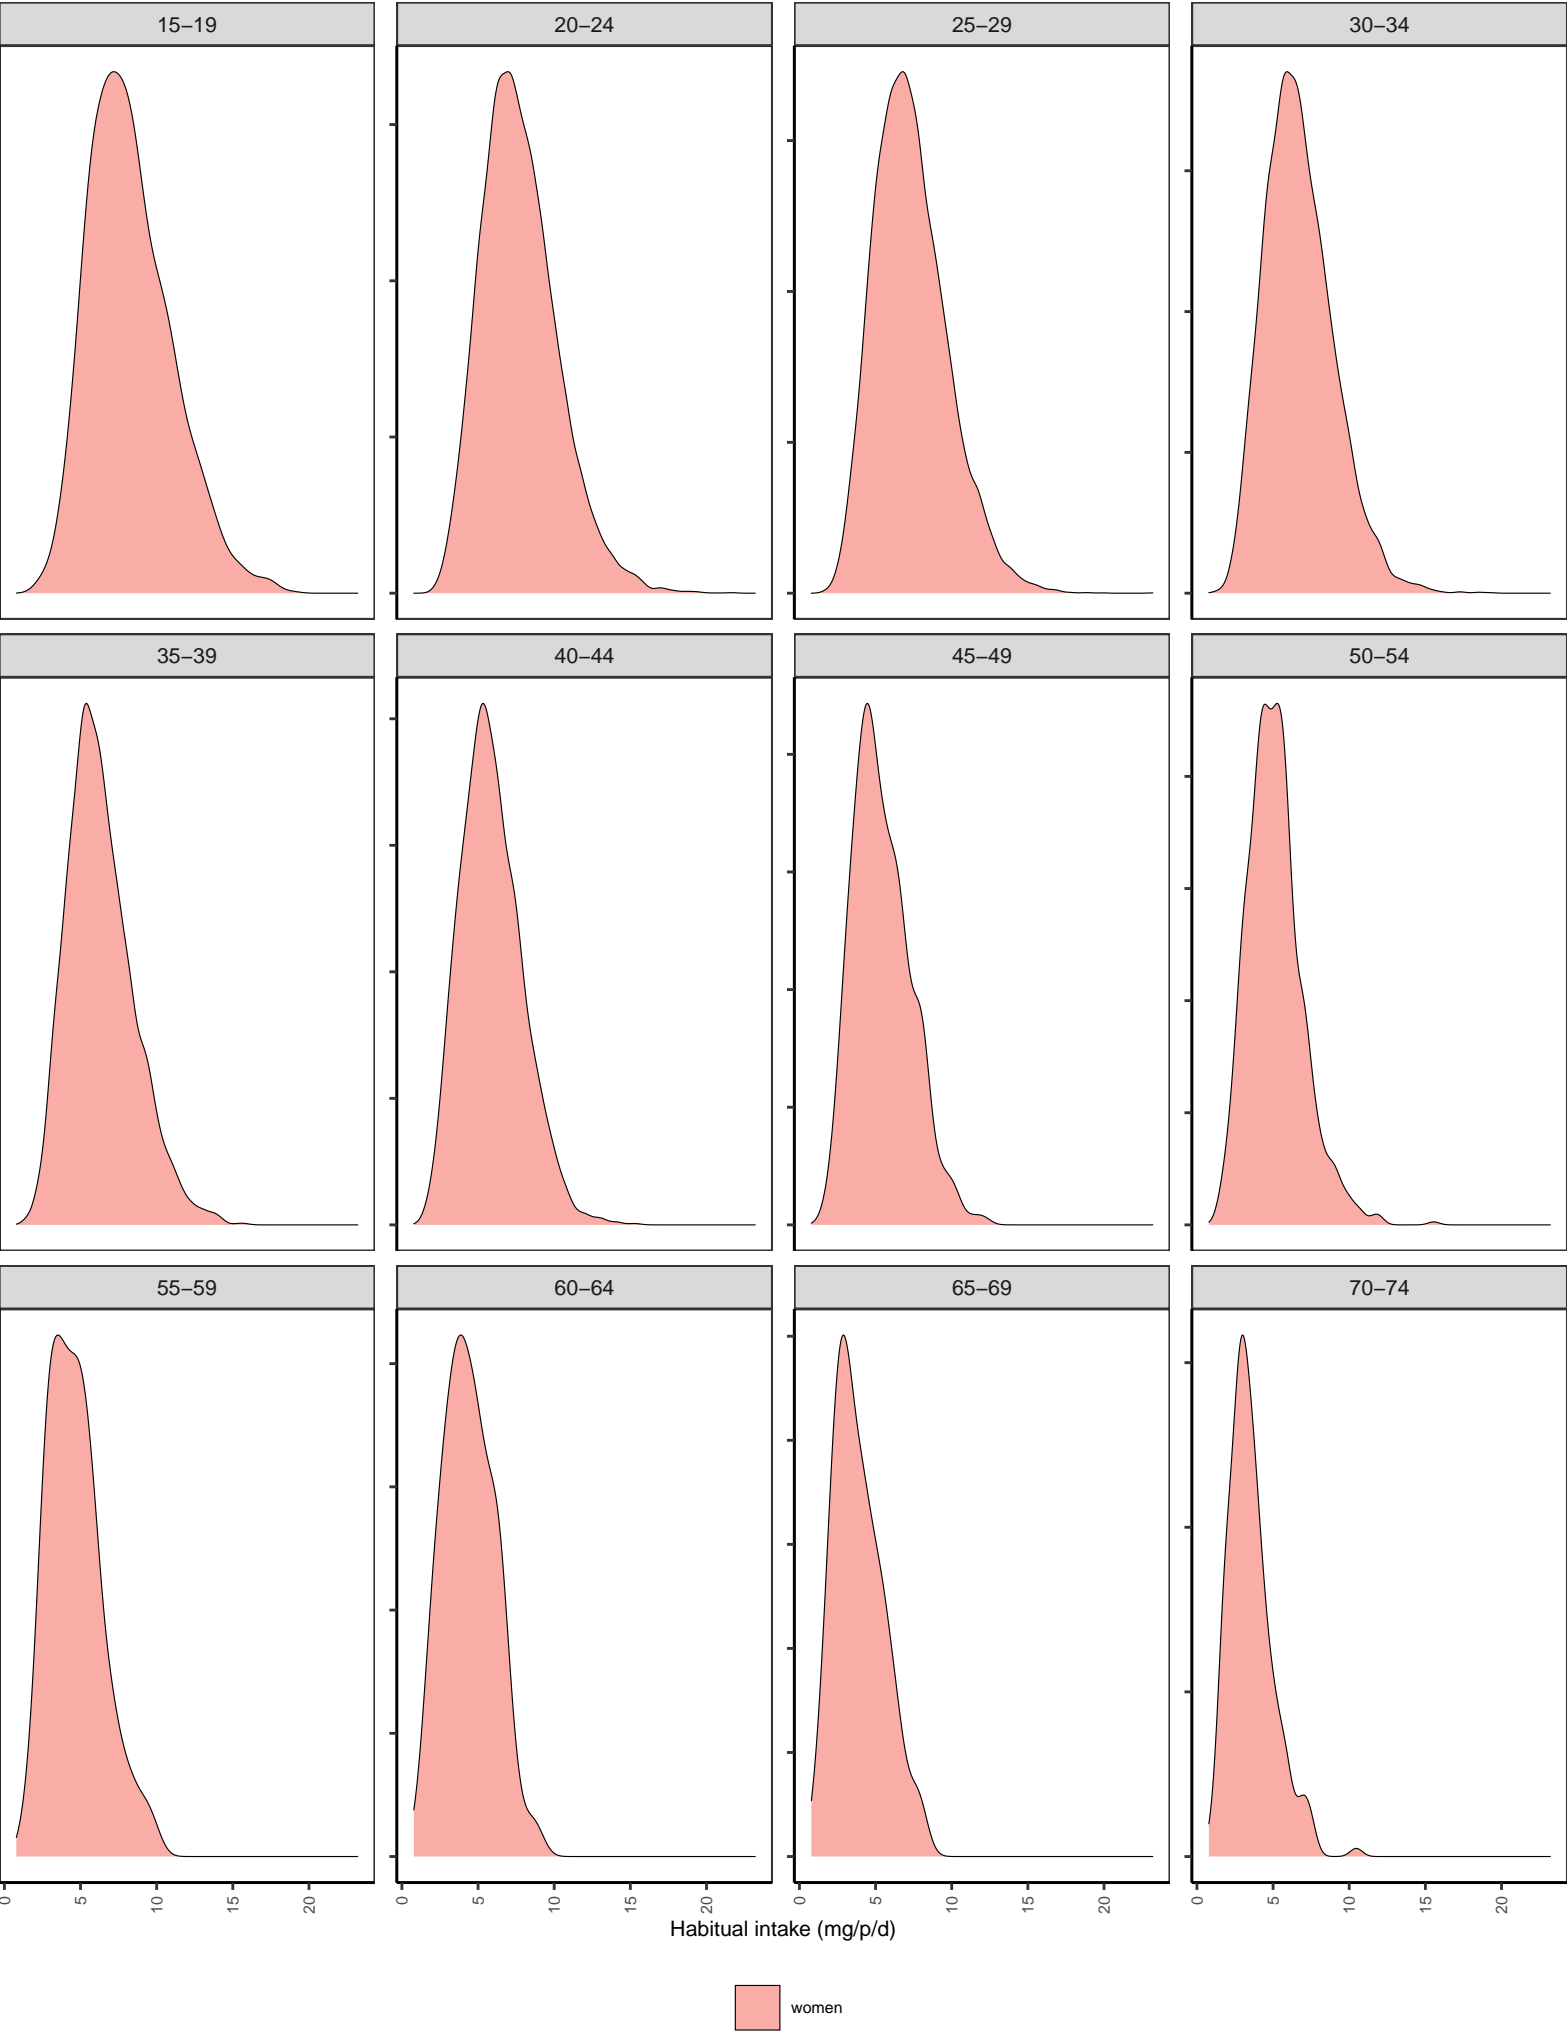 15–19 20–24 25–29 30–34
35–39 40–44 45–49 50–54
55–59 60–64 65–69 70–74
0 5 10 15 20 0 5 10 15 20 0 5 10 15 20 0 5 10 15 20
Habitual intake (mg/p/d)
women